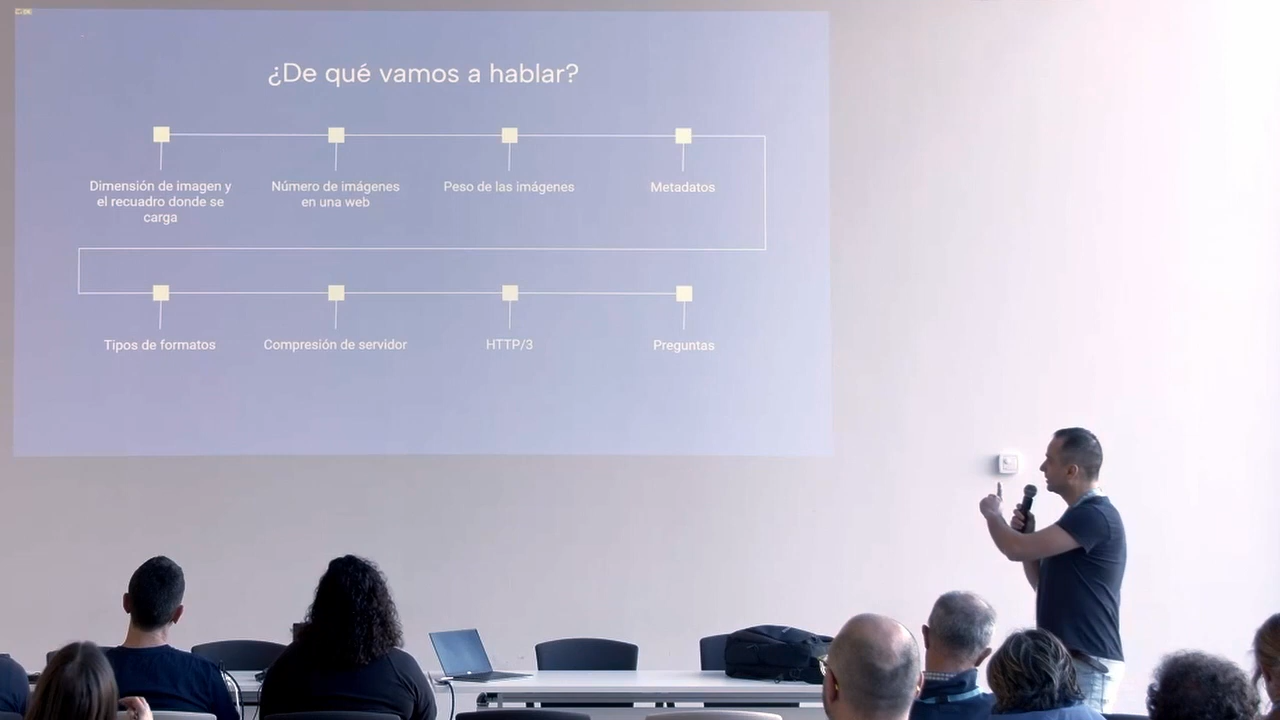 ¿De qué vamos a hablar?
Dimensión de imagen y
el recuadro donde se
carga
Número de imágenes
en una web
Peso de las imágenes
Metadatos
Tipos de formatos
Compresión de servidor
HTTP/3
Preguntas